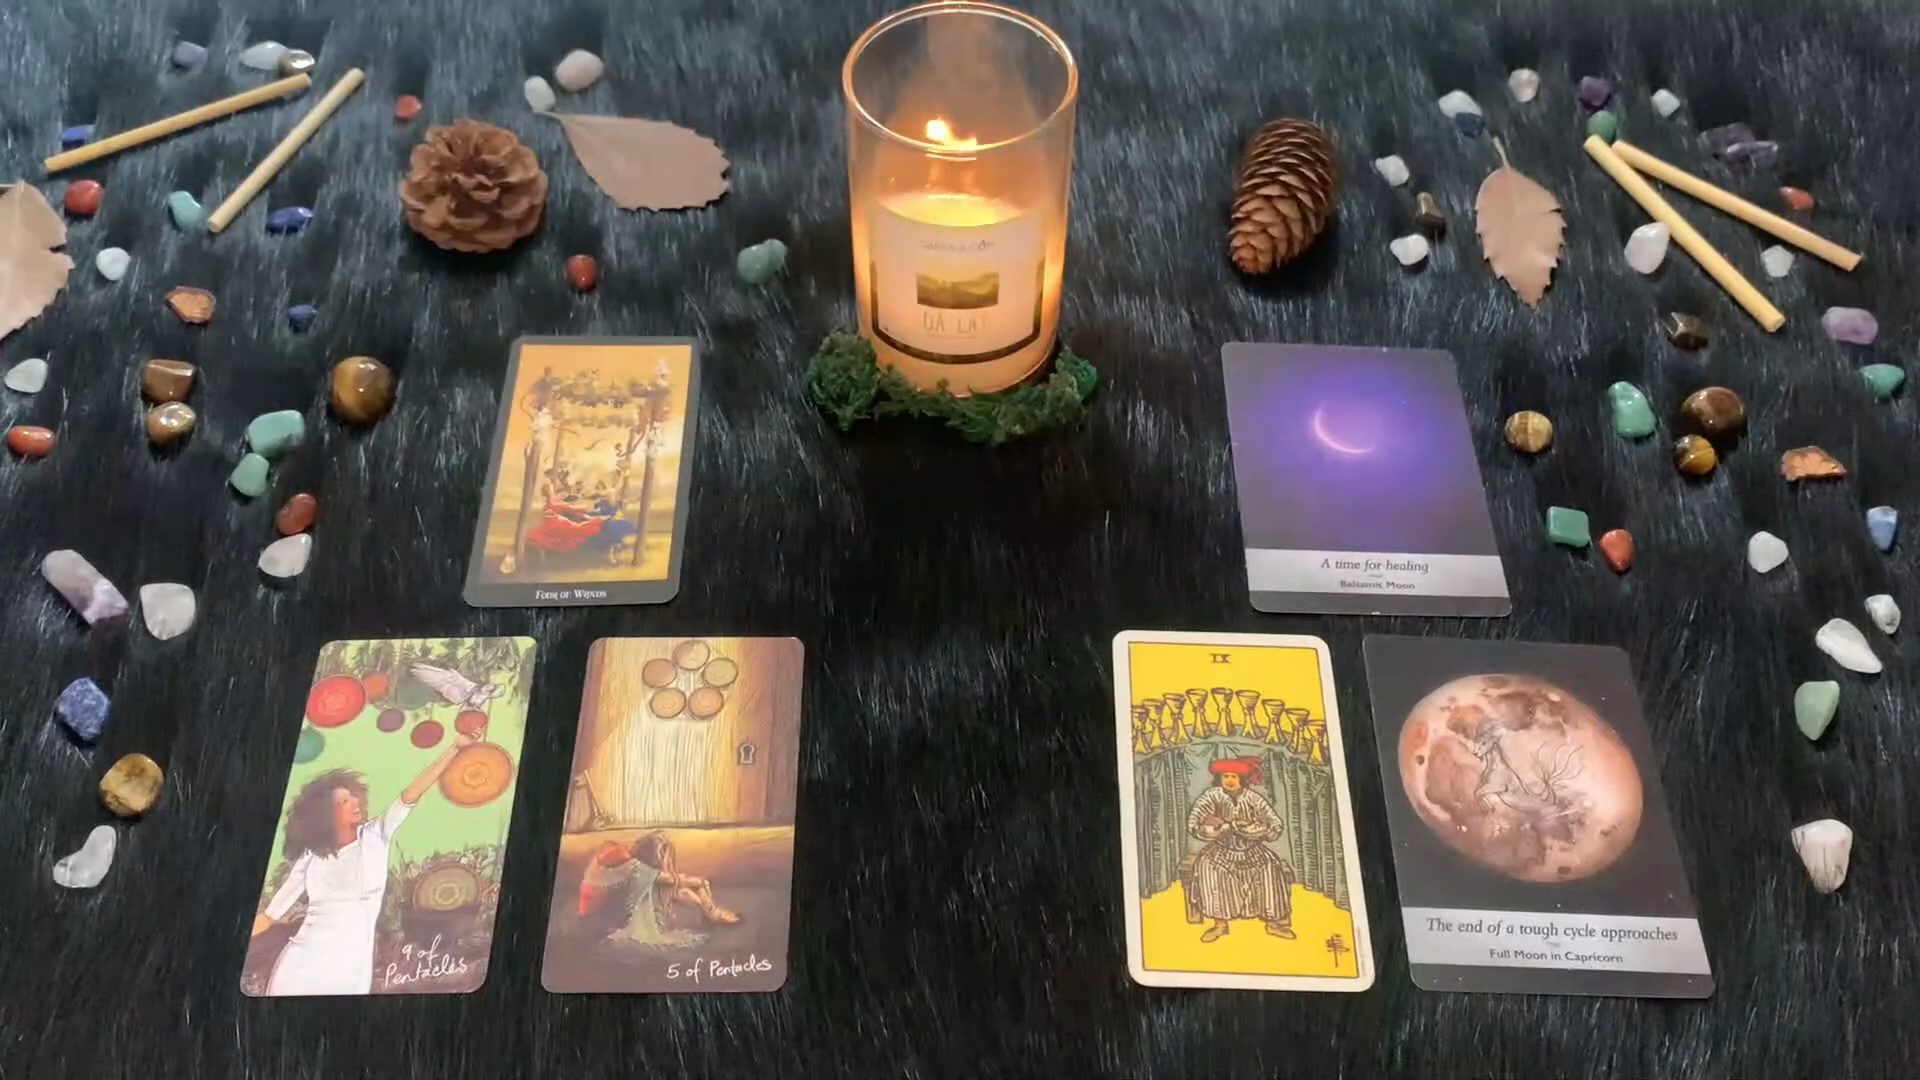 ĐÀ LẠT
FOUR OF WANDS
A time for healing
Balsamic Moon
9 of
Pentacles
5 of Pentacles
IX
The end of a tough cycle approaches
Full Moon in Capricorn